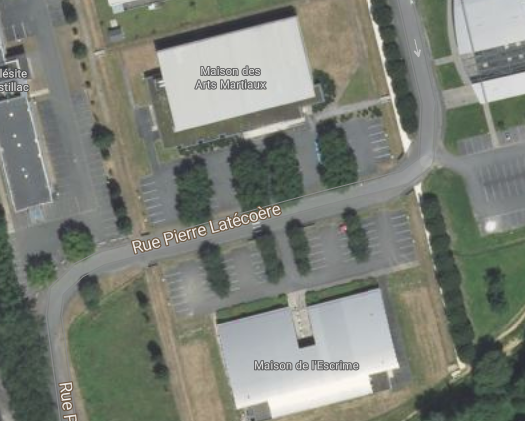 Maison des
Arts Martiaux
Rue Pierre Latécoère
Maison de l'Escrime
Rue